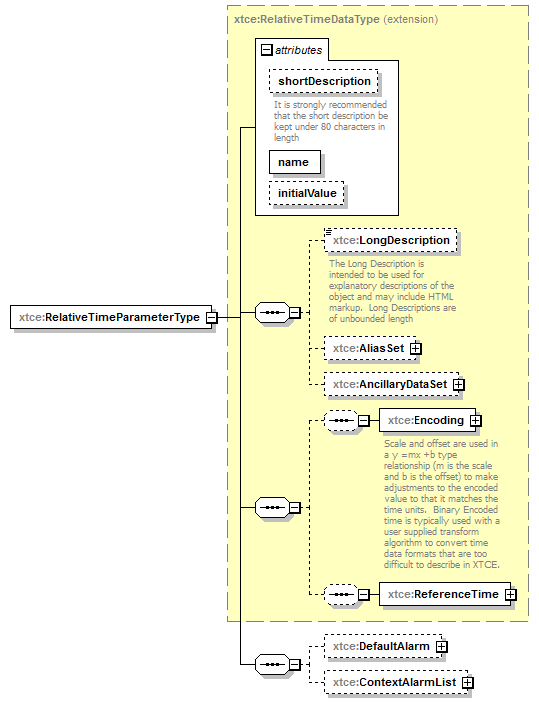 xtce:RelativeTimeDataType (extension)
attributes
shortDescription
It is strongly recommended
that the short description be
kept under 80 characters in
length
name
initialValue
xtce:LongDescription
The Long Description is
intended to be used for
explanatory descriptions of the
object and may include HTML
markup.  Long Descriptions are
of unbounded length
xtce:RelativeTimeParameterType
xtce:AliasSet
xtce:AncillaryDataSet
xtce:Encoding
Scale and offset are used in
a y =mx +b type
relationship (m is the scale
and b is the offset) to make
adjustments to the encoded
value to that it matches the
time units.  Binary Encoded
time is typically used with a
user supplied transform
algorithm to convert time
data formats that are too
difficult to describe in XTCE.
xtce:ReferenceTime
xtce:DefaultAlarm
xtce:ContextAlarmList